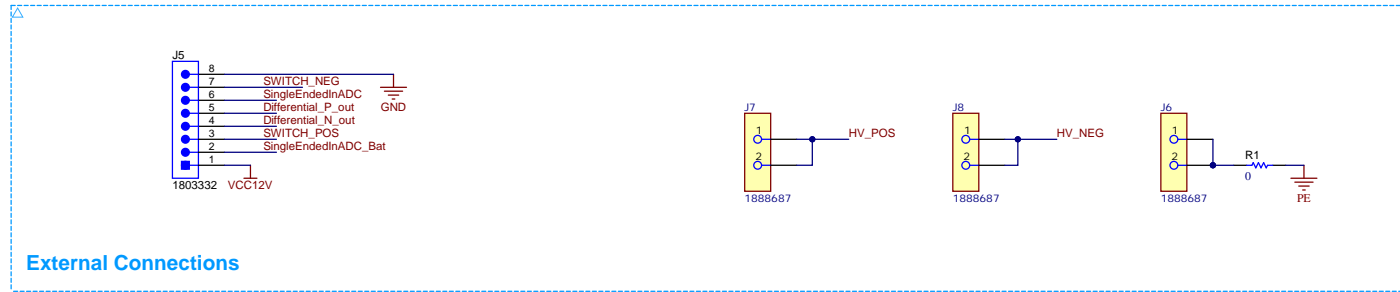 J5
8
7 SWITCH_NEG
6 SingleEndedInADC
5 Differential_P_out
4 Differential_N_out
3 SWITCH_POS
2 SingleEndedInADC_Bat
1
1803332
VCC12V
GND
J7
1
HV_POS
2
1888687
J8
1
HV_NEG
2
1888687
J6
1
2
1888687
R1
0
PE
External Connections